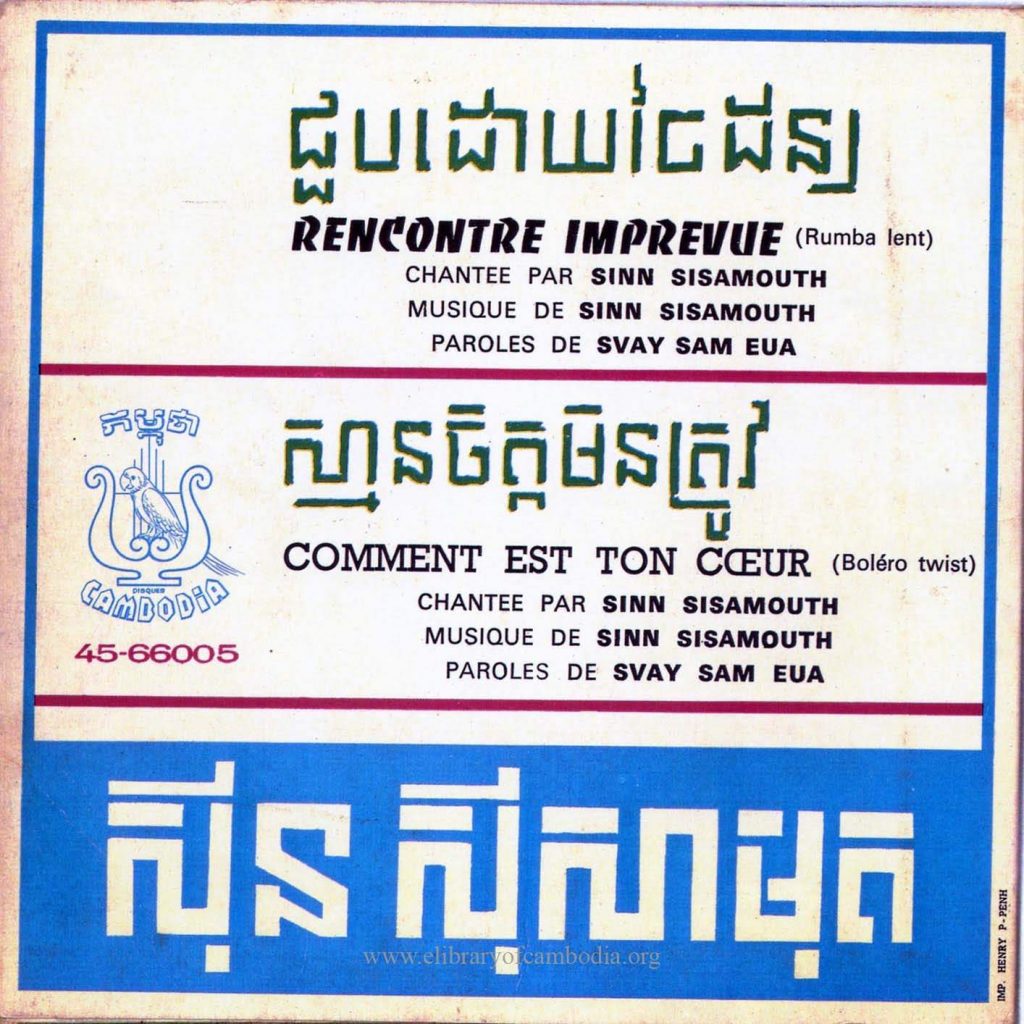 ជួបដោយចៃដន្យ
RENCONTRE IMPREVUE (Rumba lent)
CHANTEE PAR SINN SISAMOUTH
MUSIQUE DE SINN SISAMOUTH
PAROLES DE SVAY SAM EUA
កម្ពុជា
DISQUES
CAMBODIA
45-66005
ស្មានចិត្តមិនត្រូវ
COMMENT EST TON CŒUR (Boléro twist)
CHANTEE PAR SINN SISAMOUTH
MUSIQUE DE SINN SISAMOUTH
PAROLES DE SVAY SAM EUA
ស៊ីន ស៊ីសាមុត
www.elibraryofcambodia.org
IMP. HENRY P-PENH